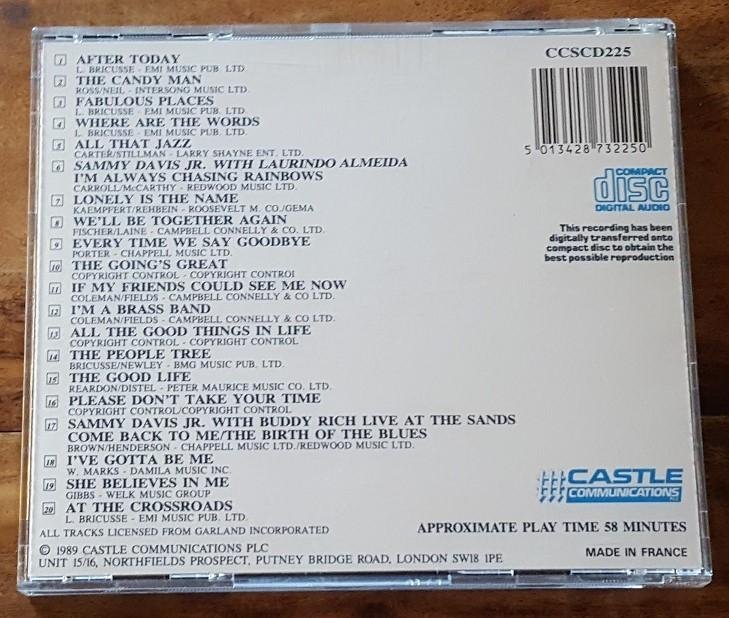 1 AFTER TODAY
L. BRICUSSE - EMI MUSIC PUB. LTD.
2 THE CANDY MAN
ROSS/NEIL - INTERSONG MUSIC LTD.
3 FABULOUS PLACES
L. BRICUSSE - EMI MUSIC PUB. LTD
4 WHERE ARE THE WORDS
L. BRICUSSE - EMI MUSIC PUB. LTD.
5 ALL THAT JAZZ
CARTER/STILLMAN - LARRY SHAYNE ENT. LTD.
6 SAMMY DAVIS JR. WITH LAURINDO ALMEIDA
I'M ALWAYS CHASING RAINBOWS
CARROLL/McCARTHY - REDWOOD MUSIC LTD.
7 LONELY IS THE NAME
KAEMPFERT/REHBEIN - ROOSEVELT M. CO./GEMA
8 WE'LL BE TOGETHER AGAIN
FISCHER/LAINE - CAMPBELL CONNELLY & CO LTD.
9 EVERY TIME WE SAY GOODBYE
PORTER - CHAPPELL MUSIC LTD.
10 THE GOING'S GREAT
COPYRIGHT CONTROL - COPYRIGHT CONTROI
11 IF MY FRIENDS COULD SEE ME NOW
COLEMAN/FIELDS - CAMPBELL CONNELLY & CO LTD.
12 I'M A BRASS BAND
COLEMAN/FIELDS - CAMPBELL CONNELLY & CO LTD.
13 ALL THE GOOD THINGS IN LIFE
COPYRIGHT CONTROL - COPYRIGHT CONTROL
14 THE PEOPLE TREE
BRICUSSE/NEWLEY - BMG MUSIC PUB. LTD.
15 THE GOOD LIFE
REARDON/DISTEL - PETER MAURICE MUSIC CO. LTD.
16 PLEASE DON'T TAKE YOUR TIME
COPYRIGHT CONTROL/COPYRIGHT CONTROL
17 SAMMY DAVIS JR. WITH BUDDY RICH LIVE AT THE SANDS
COME BACK TO ME/THE BIRTH OF THE BLUES
BROWN/HENDERSON - CHAPPELL MUSIC LTD./REDWOOD MUSIC LTD.
18 I'VE GOTTA BE ME
W. MARKS - DAMILA MUSIC INC.
19 SHE BELIEVES IN ME
GIBBS - WELK MUSIC GROUP
20 AT THE CROSSROADS
L. BRICUSSE - EMI MUSIC PUB. LTD.
ALL TRACKS LICENSED FROM GARLAND INCORPORATED
© 1989 CASTLE COMMUNICATIONS PLC
UNIT 15/16, NORTHFIELDS PROSPECT, PUTNEY BRIDGE ROAD, LONDON SW18 1PE
CCSCD225
5 013428 732250
COMPACT
disc
DIGITAL AUDIO
This recording has been
digitally transferred onto
compact disc to obtain the
best possible reproduction
CASTLE
COMMUNICATIONS
APPROXIMATE PLAY TIME 58 MINUTES
MADE IN FRANCE